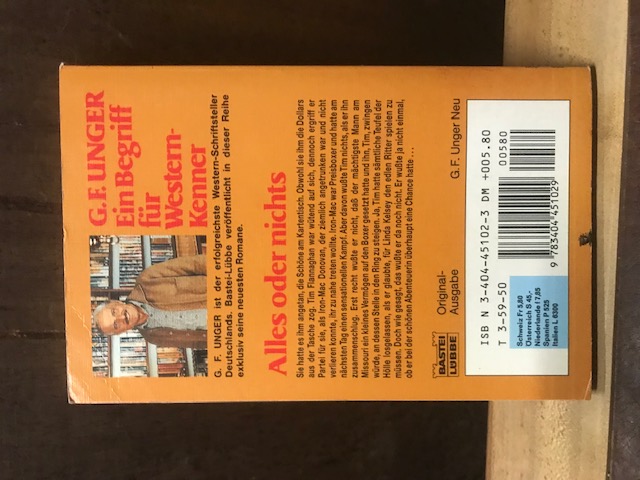 G.F. UNGER
Ein Begriff
für
Western-
Kenner
G. F. UNGER ist der erfolgreichste Western-Schriftsteller
Deutschlands. Bastei-Lübbe veröffentlicht in dieser Reihe
exklusiv seine neuesten Romane.
Alles oder nichts
Sie hatte es ihm angetan, die Schöne am Kartentisch. Obwohl sie ihm die Dollars
aus der Tasche zog, Tim Flannaghan war wütend auf sich, dennoch ergriff er
Partei für sie, als Iron-Mac Donovan, der ziemlich angetrunken war und nicht
verlieren konnte, ihr zu nahe treten wollte. Iron-Mac war Preisboxer und hatte am
nächsten Tag einen sensationellen Kampf. Aber davon wußte Tim nichts, als er ihn
zusammenschlug. Erst recht wußte er nicht, daß der mächtigste Mann am
Missouri ein kleines Vermögen auf den Boxer gesetzt hatte und ihn, Tim, zwingen
würde, an dessen Stelle in den Ring zu steigen. Ja, Tim hatte sämtliche Teufel der
Hölle losgelassen, als er glaubte, für Linda Kelsey den edlen Ritter spielen zu
müssen. Doch wie gesagt, das wußte er da noch nicht. Er wußte ja nicht einmal,
ob er bei der schönen Abenteuerin überhaupt eine Chance hatte . . .
BASTEI
LÜBBE
Original-
Ausgabe
G. F. Unger Neu
ISBN 3-404-45102-3 DM +005.80
T 3-59-50
00580
Schweiz Fr 5,80
Österreich S 45,-
Niederlande f 7,85
Spanien P 525
Italien L 6300
9 783404 451029